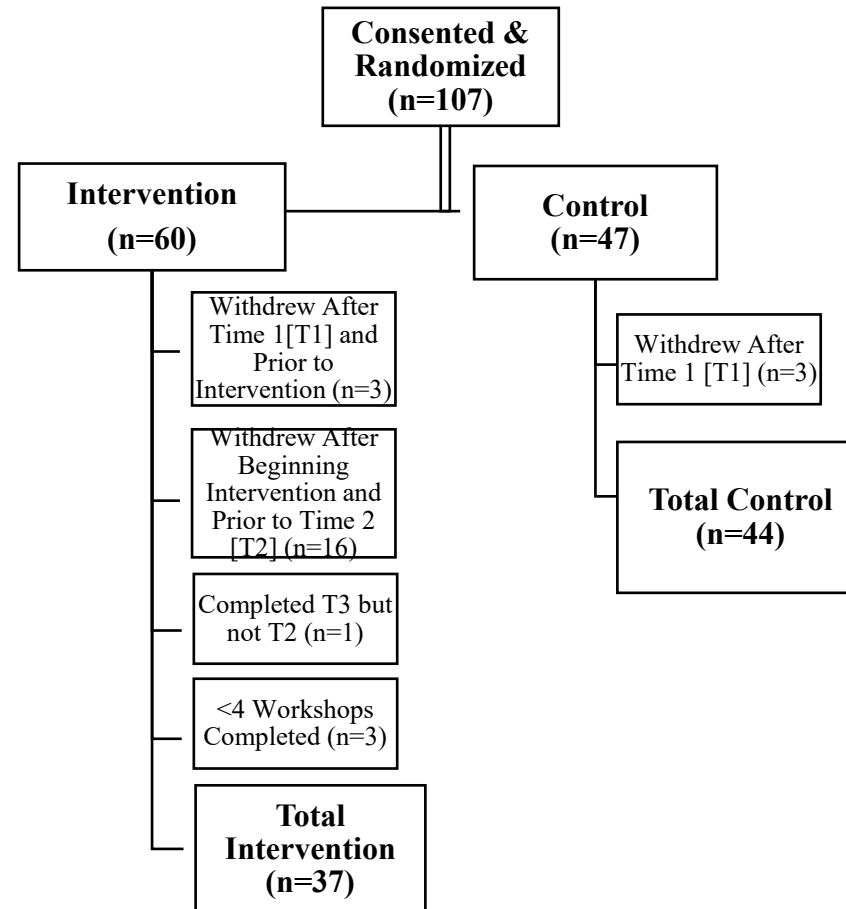 Consented &
Randomized
(n=107)
Intervention
(n=60)
Control
(n=47)
Withdrew After
Time 1[T1] and
Prior to
Intervention (n=3)
Withdrew After
Time 1 [T1] (n=3)
Withdrew After
Beginning
Intervention and
Prior to Time 2
[T2] (n=16)
Total Control
(n=44)
Completed T3 but
not T2 (n=1)
<4 Workshops
Completed (n=3)
Total
Intervention
(n=37)